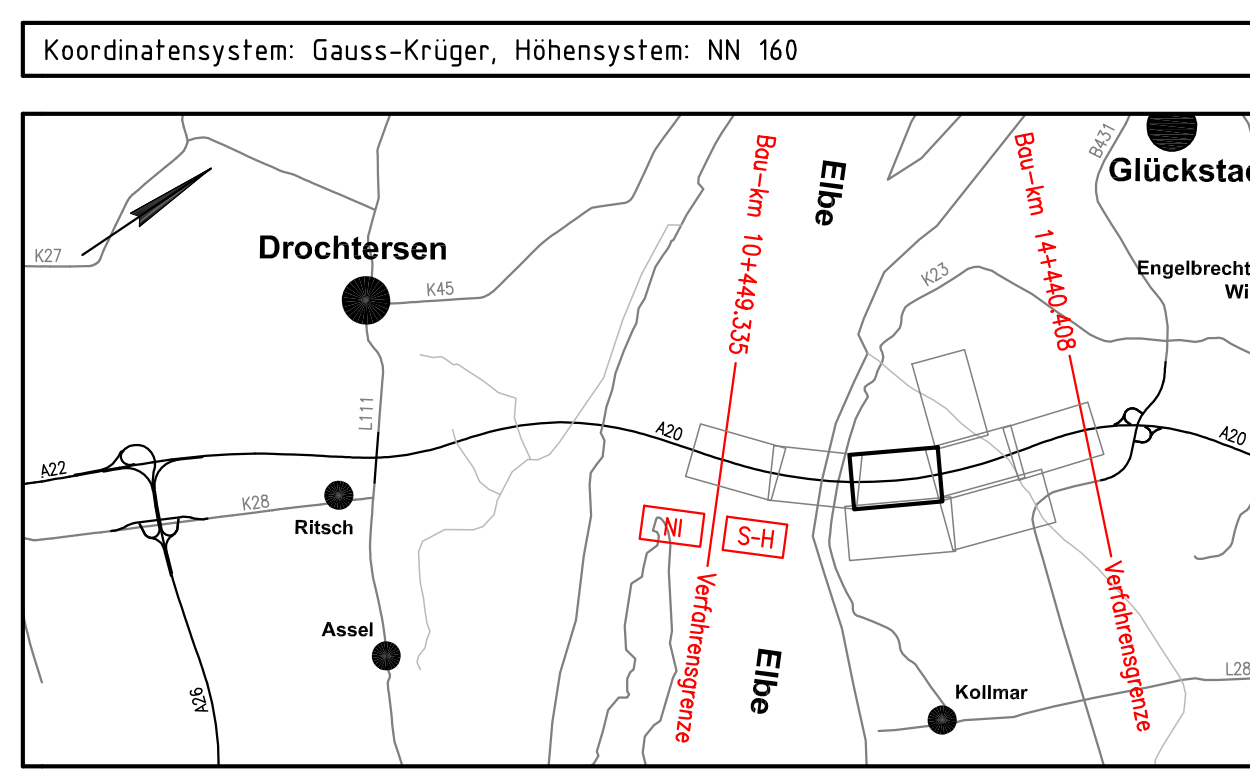 Koordinatensystem: Gauss-Krüger, Höhensystem: NN 160
Bau-km 10+449.335
Elbe
Bau-km 14+440.408
B431
Glücksta
K27
Drochtersen
K45
K23
Engelbrecht
Wi
L111
A20
A20
A22
K28
Ritsch
NI
S-H
Verfahrensgrenze
Verfahrensgrenze
Assel
Elbe
A26
Kollmar
L28